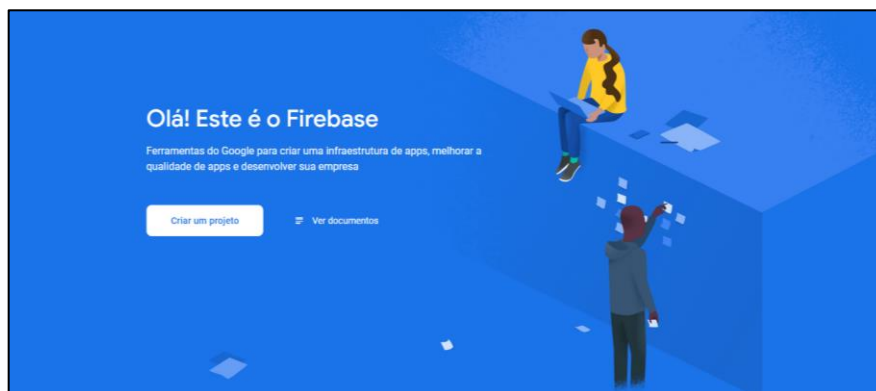 Olá! Este é o Firebase
Ferramentas do Google para criar uma infraestrutura de apps, melhorar a
qualidade de apps e desenvolver sua empresa
Criar um projeto
Ver documentos